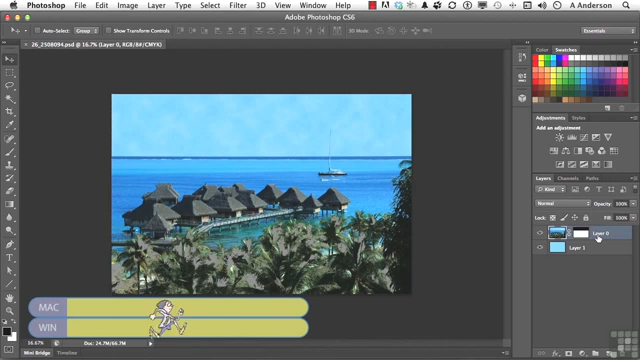 Photoshop File Edit Image Layer Type Select Filter 3D View Window Help A Anderson
Adobe Photoshop CS6
Auto-Select: Group Show Transform Controls 3D Mode: Essentials
26_2508094.psd @ 16.7% (Layer 0, RGB/8#/CMYK)
Color Swatches
Adjustments Styles
Add an adjustment
Layers Channels Paths
Kind
Normal Opacity: 100%
Lock: Fill: 100%
Layer 0
Layer 1
MAC
WIN
16.67% Doc: 24.7M/66.7M
Mini Bridge Timeline